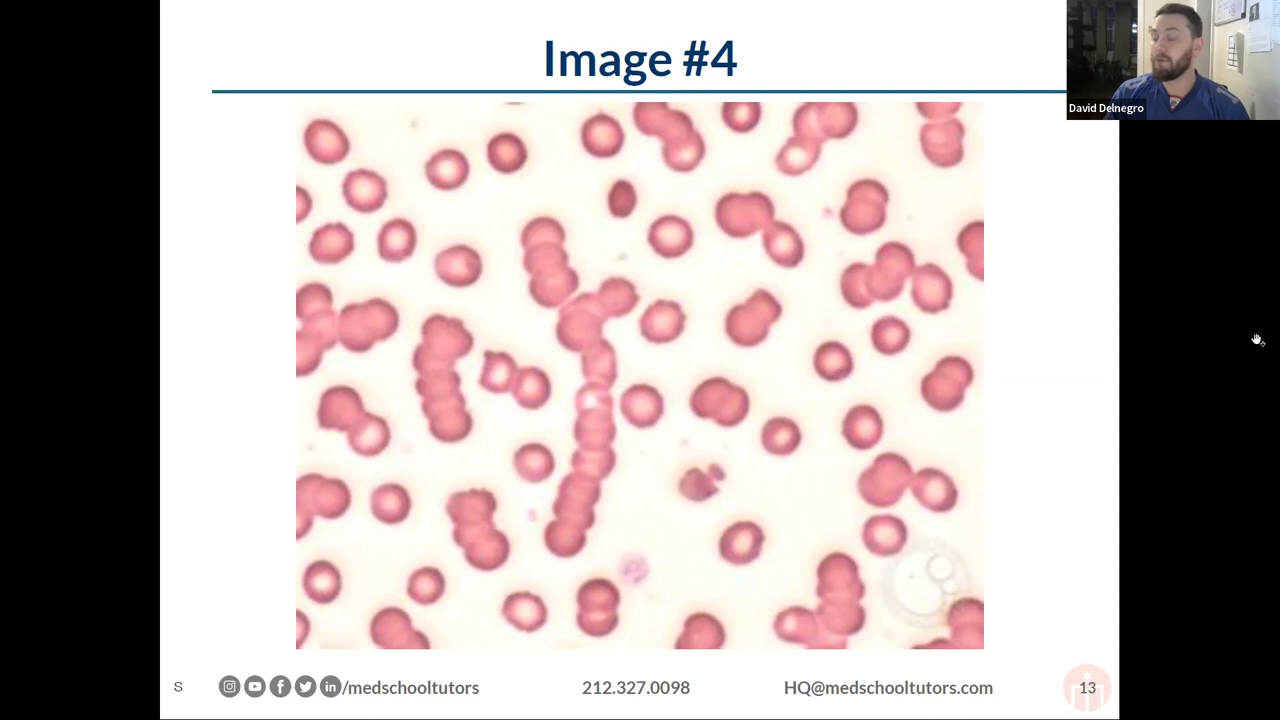 Image #4
David Delnegro
S
/medschooltutors
212.327.0098
HQ@medschooltutors.com
13